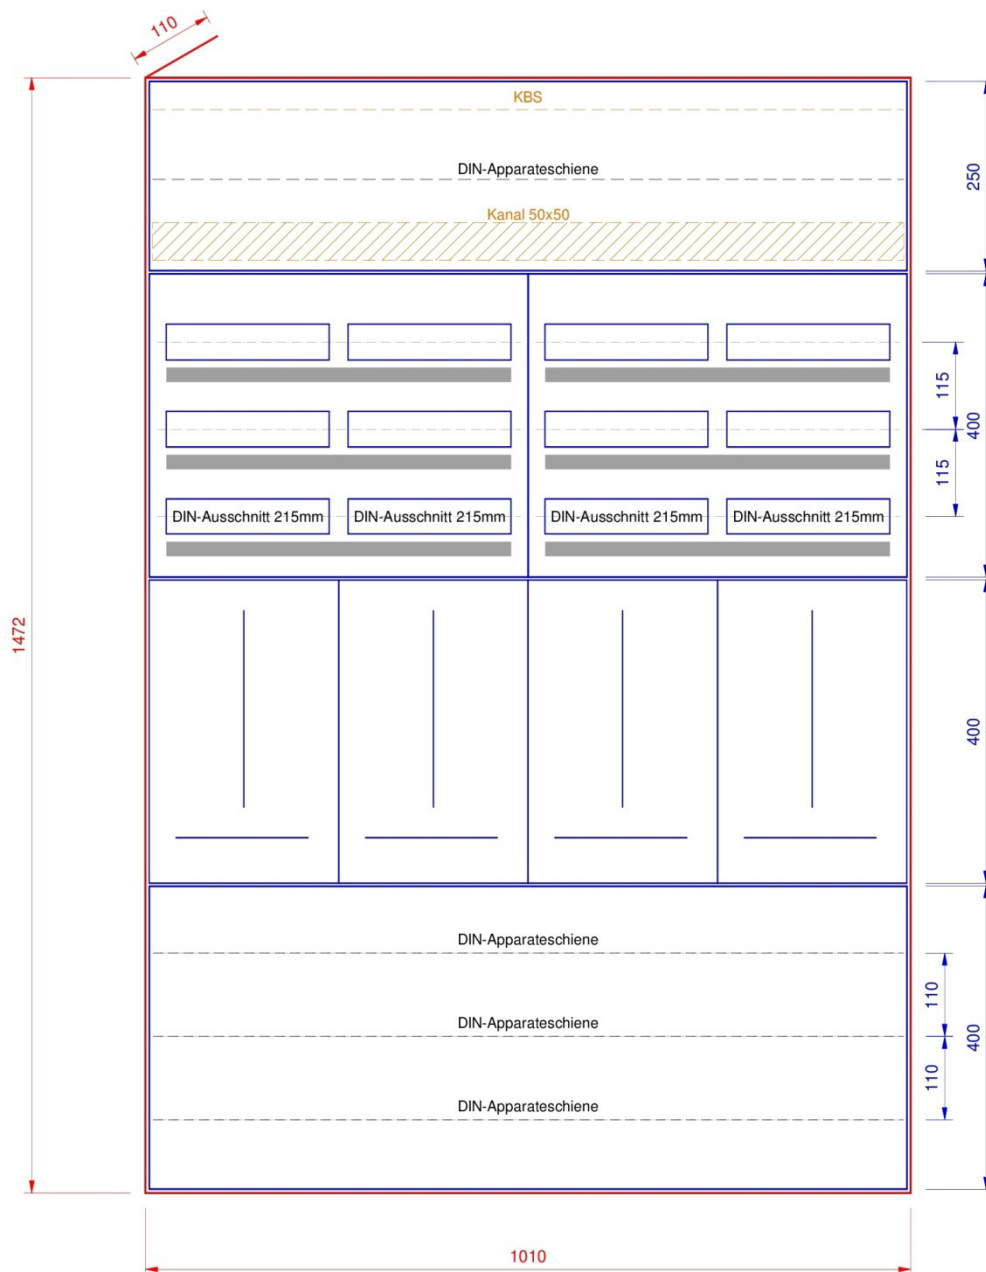 110
KBS
DIN-Apparateschiene
250
Kanal 50x50
115
400
115
DIN-Ausschnitt 215mm DIN-Ausschnitt 215mm DIN-Ausschnitt 215mm DIN-Ausschnitt 215mm
1472
400
DIN-Apparateschiene
110
DIN-Apparateschiene
400
110
DIN-Apparateschiene
1010